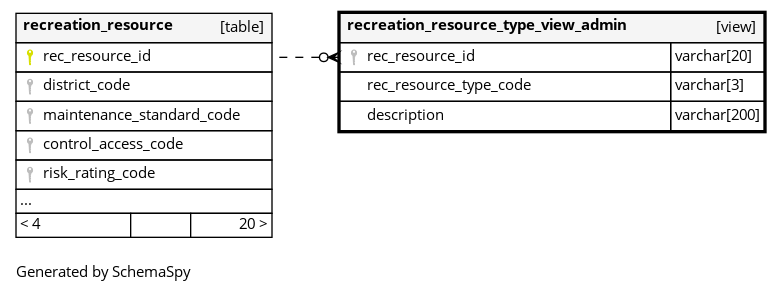 recreation_resource [table]
rec_resource_id
district_code
maintenance_standard_code
control_access_code
risk_rating_code
...
< 4 20 >
recreation_resource_type_view_admin [view]
rec_resource_id varchar[20]
rec_resource_type_code varchar[3]
description varchar[200]
Generated by SchemaSpy